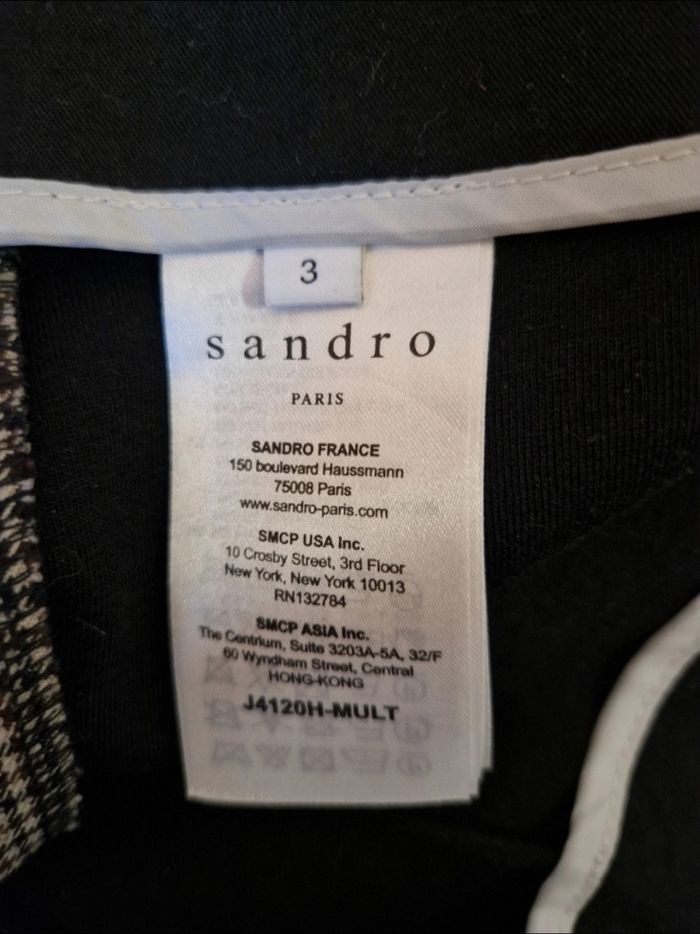 3
sandro
PARIS
SANDRO FRANCE
150 boulevard Haussmann
75008 Paris
www.sandro-paris.com
SMCP USA Inc.
10 Crosby Street, 3rd Floor
New York, New York 10013
RN132784
SMCP ASIA Inc.
The Centrium, Suite 3203A-5A, 32/F
60 Wyndham Street, Central
HONG-KONG
J4120H-MULT